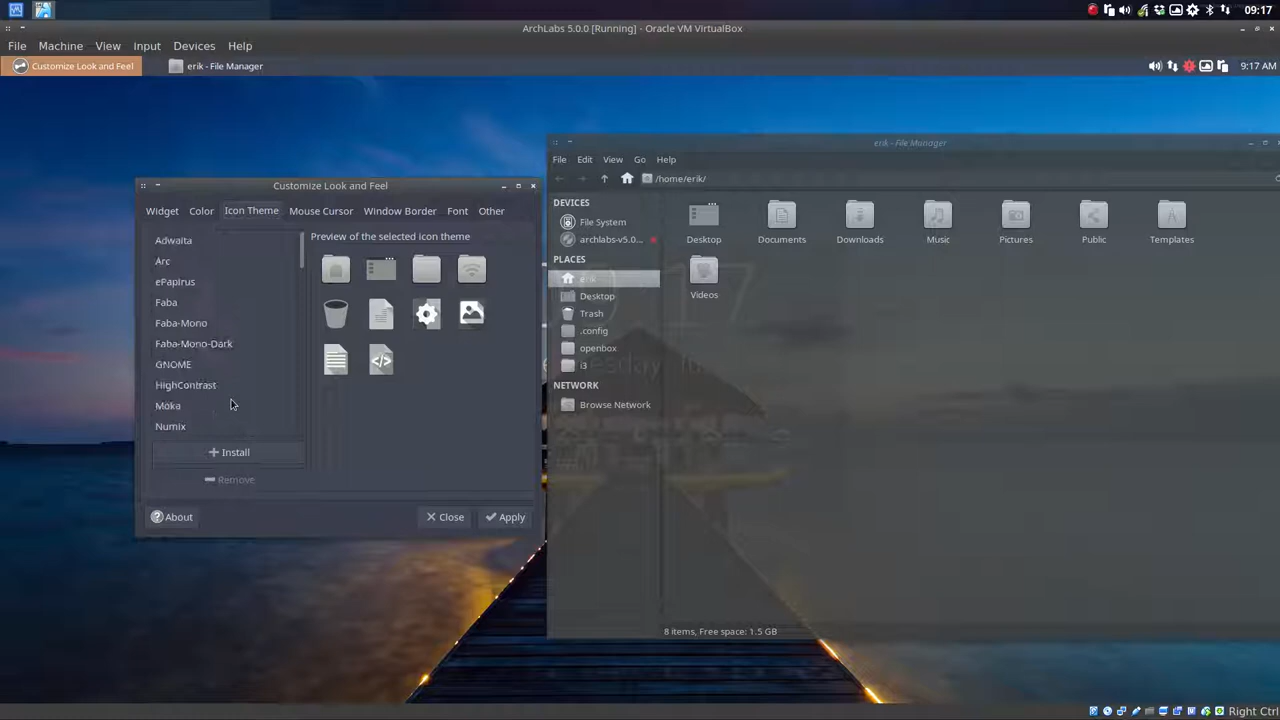 09:17
ArchLabs 5.0.0 [Running] - Oracle VM VirtualBox
File Machine View Input Devices Help
Customize Look and Feel
erik - File Manager
9:17 AM
erik - File Manager
File Edit View Go Help
/home/erik/
Customize Look and Feel
Widget Color Icon Theme Mouse Cursor Window Border Font Other
Adwaita
Arc
ePapirus
Faba
Faba-Mono
Faba-Mono-Dark
GNOME
HighContrast
Moka
Numix
Install
Remove
Preview of the selected icon theme
About
Close
Apply
DEVICES
File System
archlabs-v5.0...
PLACES
erik
Desktop
Trash
.config
openbox
i3
NETWORK
Browse Network
Desktop
Documents
Downloads
Music
Pictures
Public
Templates
Videos
8 items, Free space: 1.5 GB
Right Ctrl